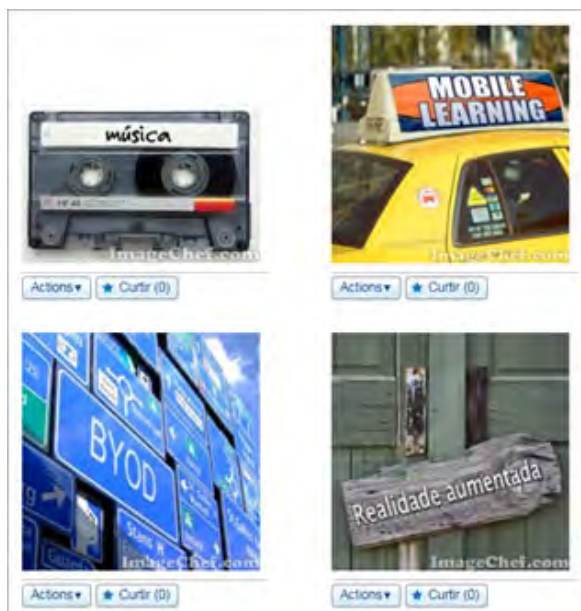 música
ImageChef.com
Actions ▾
★ Curtir (0)
MOBILE
LEARNING
ImageChef.com
Actions ▾
★ Curtir (0)
BYOD
Stans H
ImageChef.com
Actions ▾
★ Curtir (0)
Realidade aumentada
ImageChef.com
Actions ▾
★ Curtir (0)